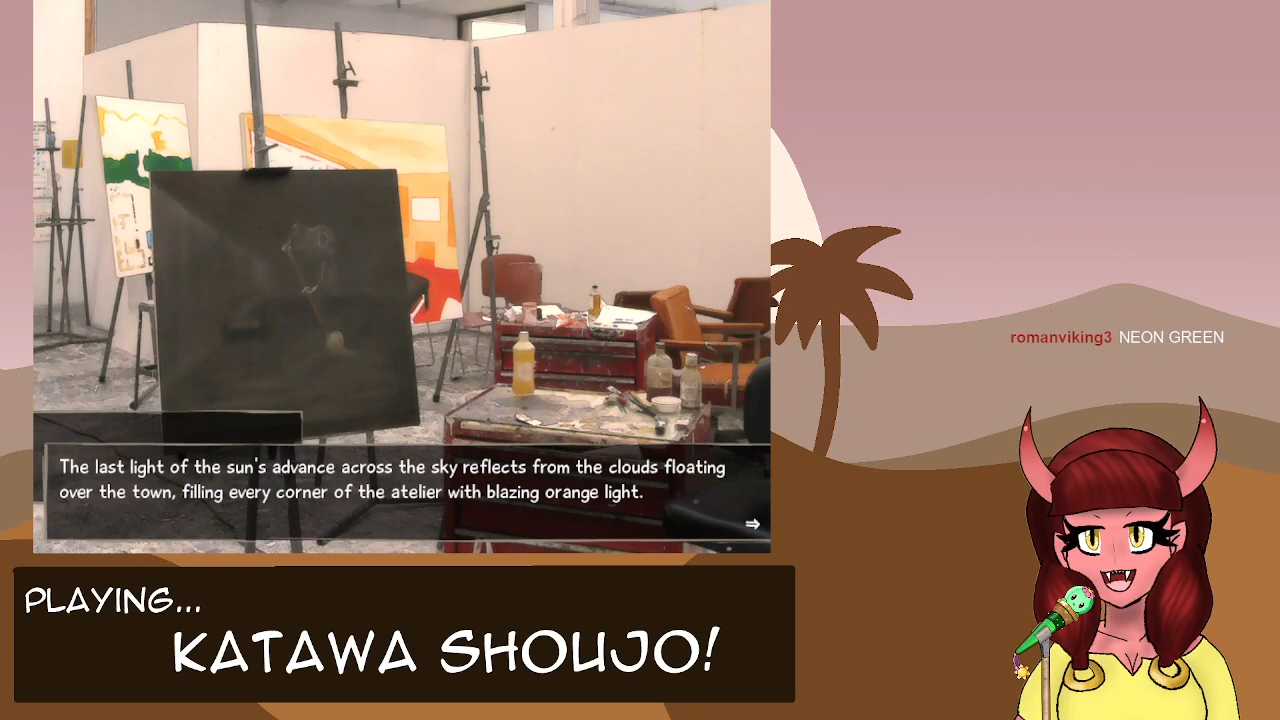 romanviking3 NEON GREEN
The last light of the sun's advance across the sky reflects from the clouds floating
over the town, filling every corner of the atelier with blazing orange light.
PLAYING...
KATAWA SHOUJO!